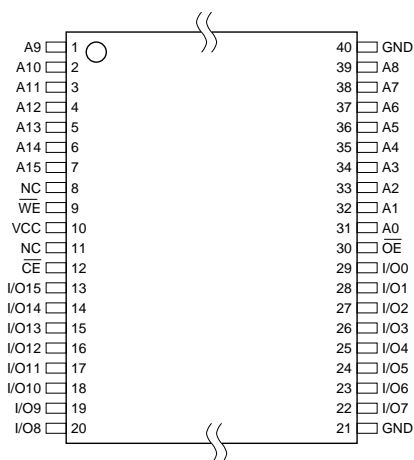 A9 1 40 GND
A10 2 39 A8
A11 3 38 A7
A12 4 37 A6
A13 5 36 A5
A14 6 35 A4
A15 7 34 A3
NC 8 33 A2
W̅E̅ 9 32 A1
VCC 10 31 A0
NC 11 30 O̅E̅
C̅E̅ 12 29 I/O0
I/O15 13 28 I/O1
I/O14 14 27 I/O2
I/O13 15 26 I/O3
I/O12 16 25 I/O4
I/O11 17 24 I/O5
I/O10 18 23 I/O6
I/O9 19 22 I/O7
I/O8 20 21 GND